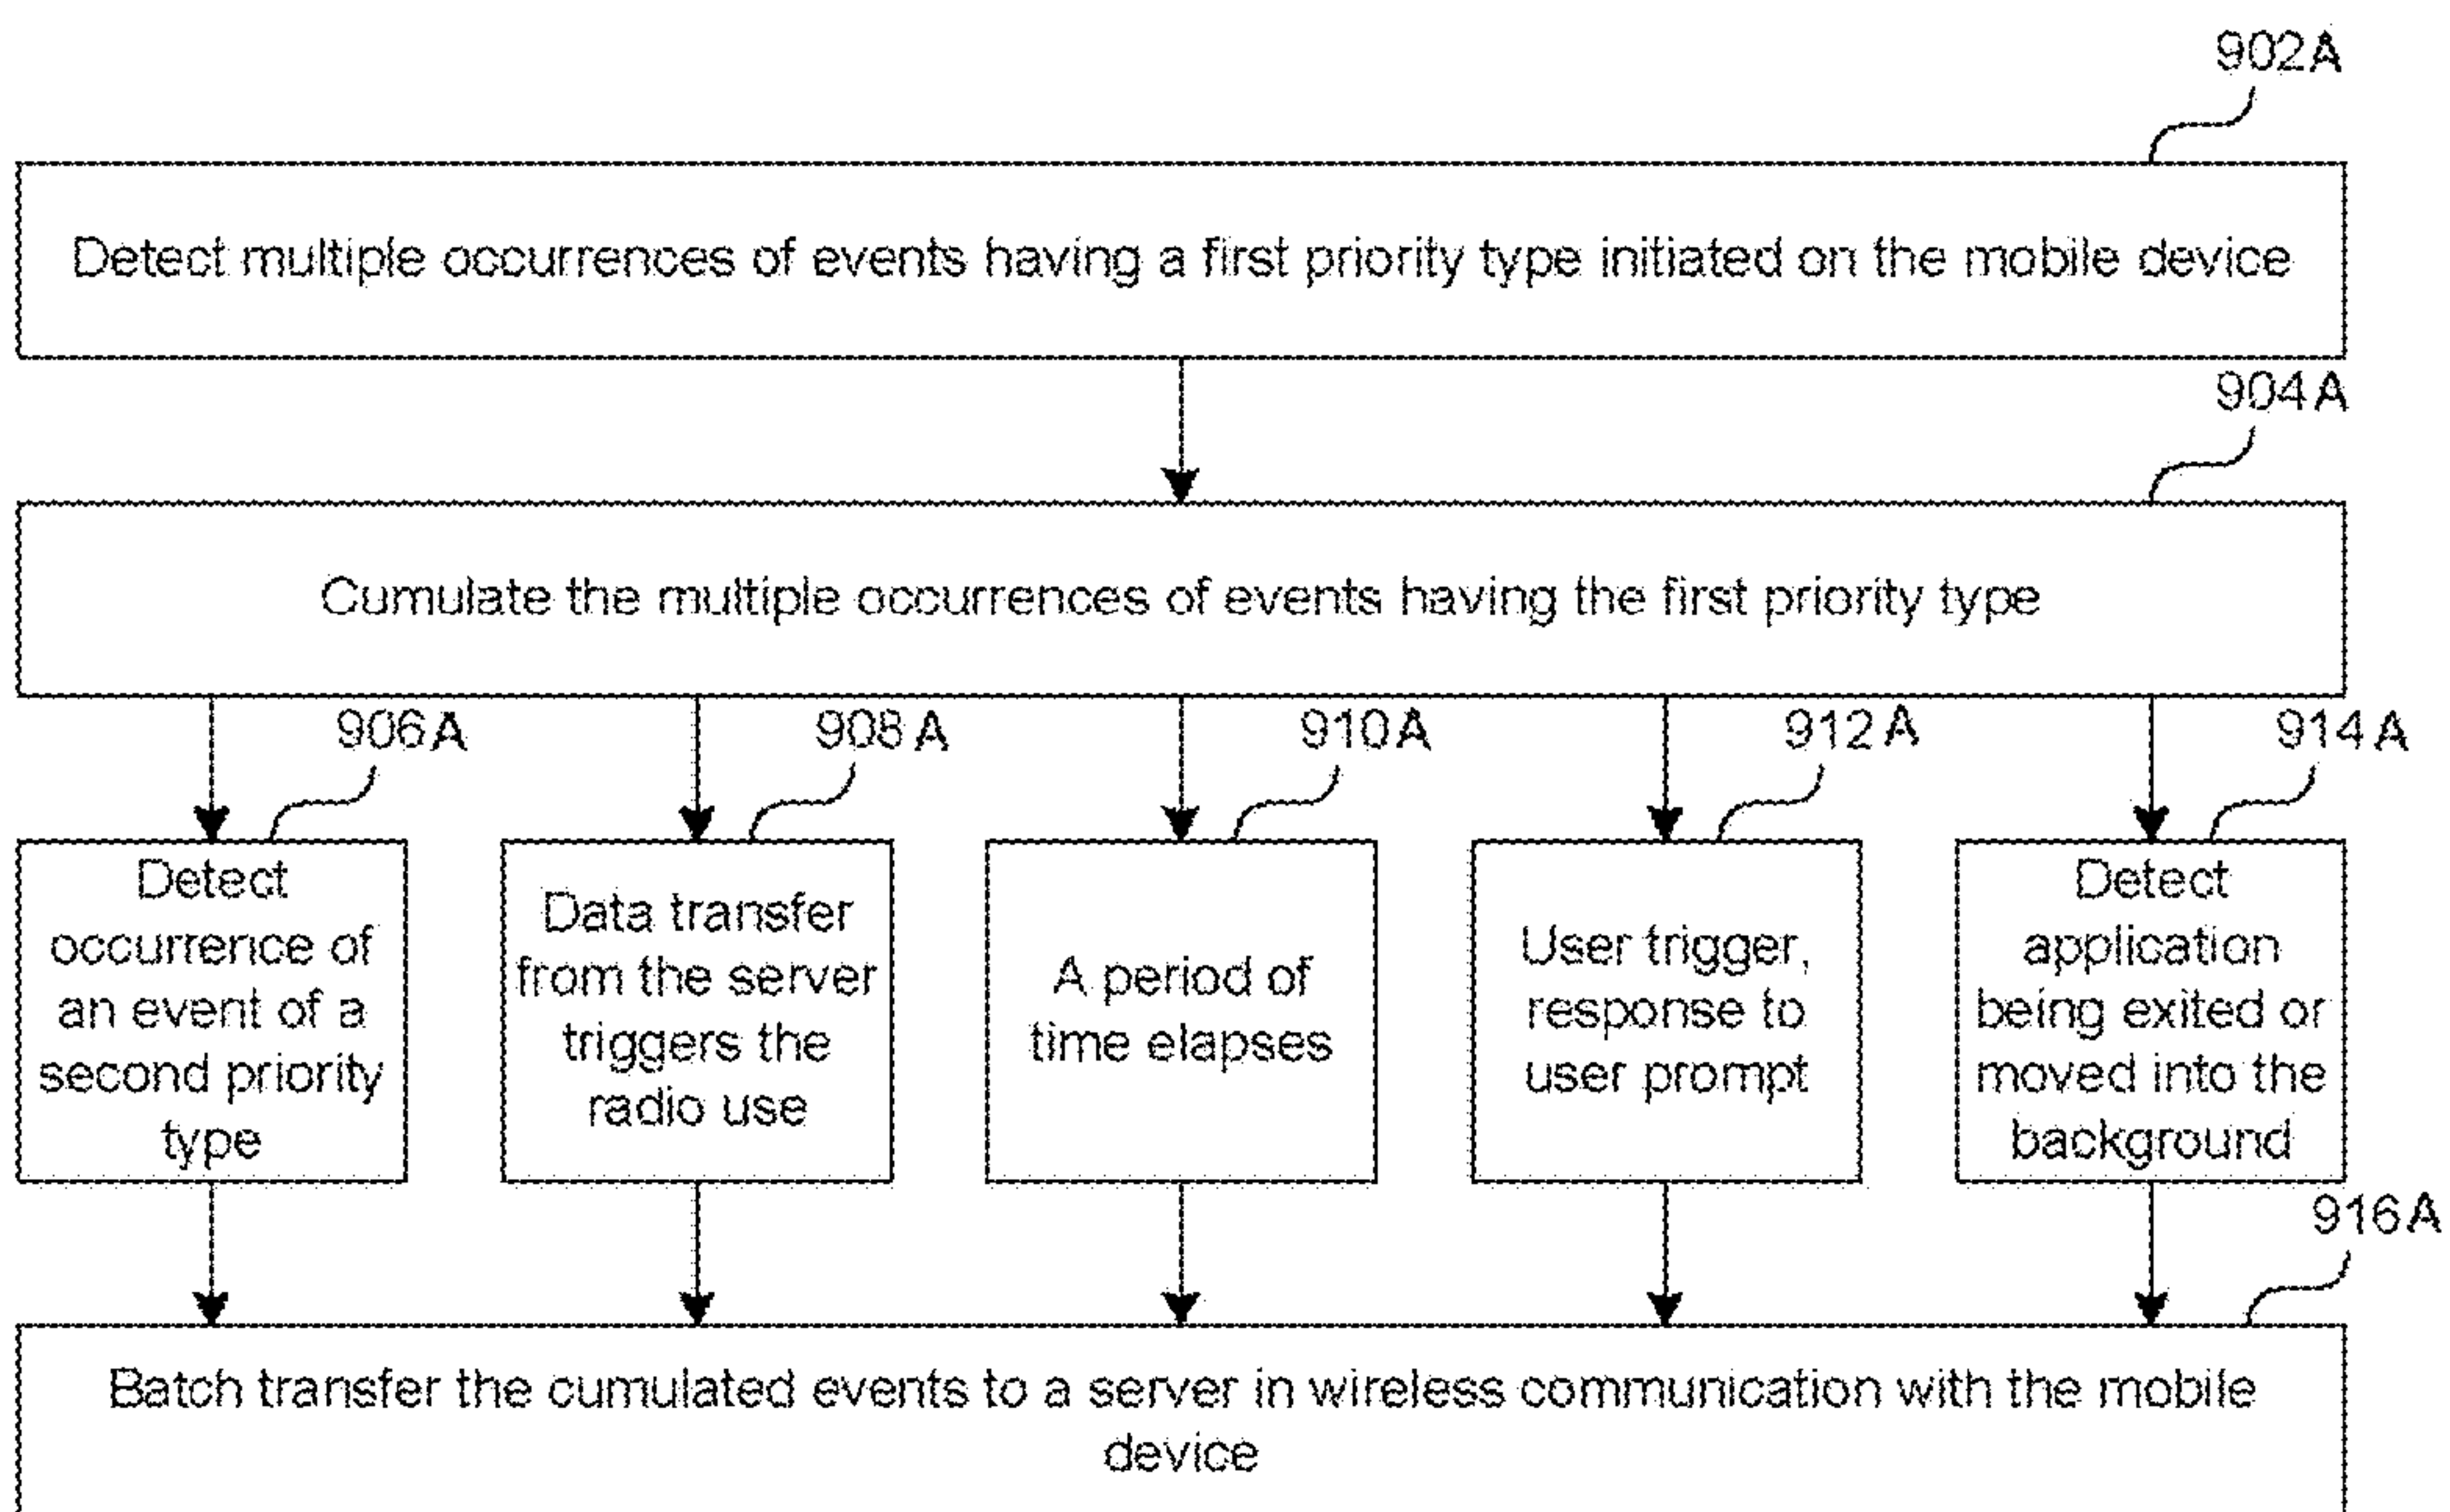 902A
Detect multiple occurrences of events having a first priority type initiated on the mobile device
904A
Cumulate the multiple occurrences of events having the first priority type
906A
908A
910A
912A
914A
Detect
occurrence of
an event of a
second priority
type
Data transfer
from the server
triggers the
radio use
A period of
time elapses
User trigger,
response to
user prompt
Detect
application
being exited or
moved into the
background
916A
Batch transfer the cumulated events to a server in wireless communication with the mobile
device